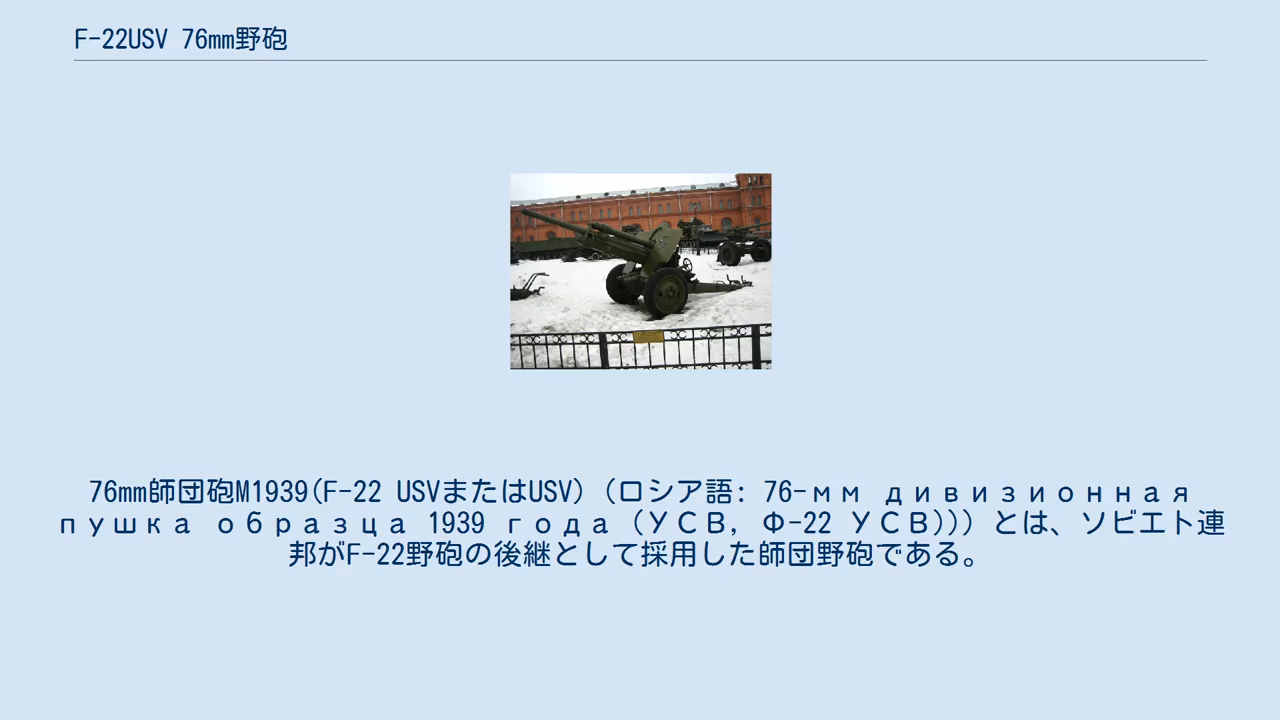 F-22USV 76mm野砲
76mm師団砲M1939(F-22 USVまたはUSV) (ロシア語: 76-мм дивизионная
пушка образца 1939 года (УСВ, Ф-22 УСВ))) とは、ソビエト連
邦がF-22野砲の後継として採用した師団野砲である。